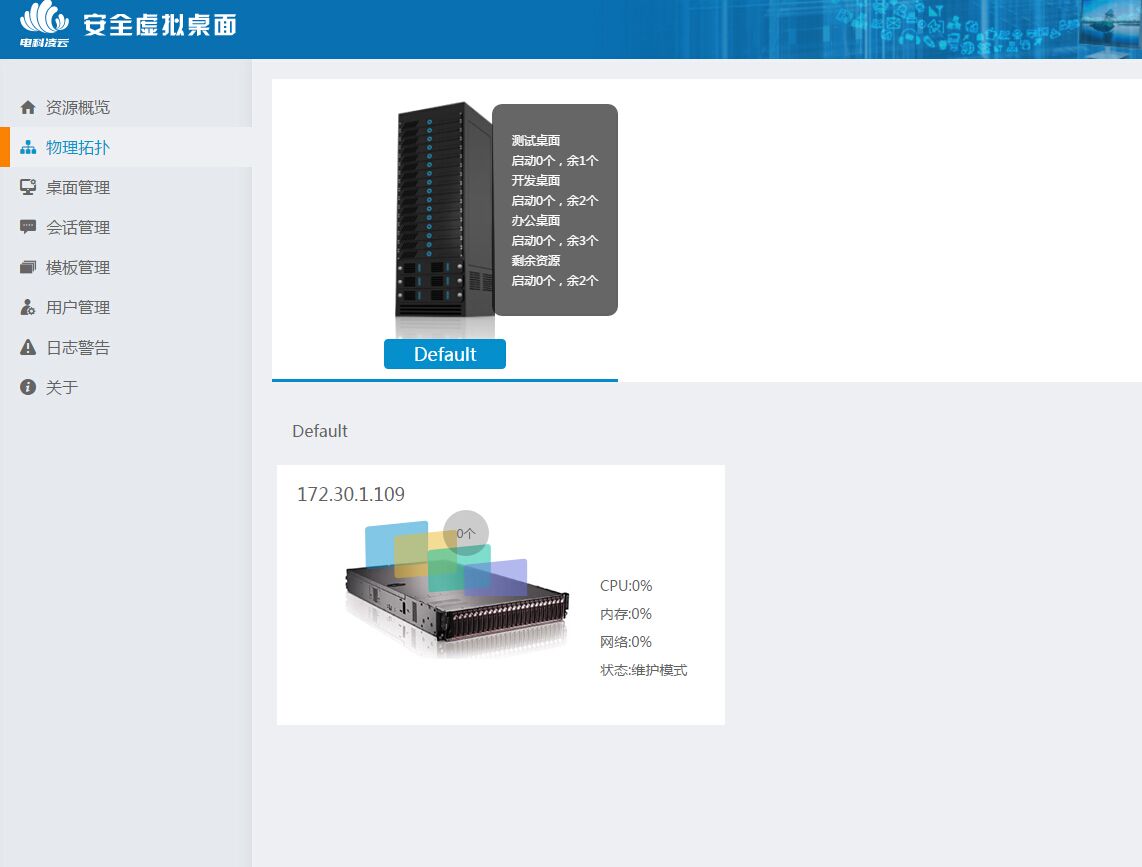 安全虚拟桌面
电科凌云
资源概览
物理拓扑
桌面管理
会话管理
模板管理
用户管理
日志警告
关于
测试桌面
启动0个，余1个
开发桌面
启动0个，余2个
办公桌面
启动0个，余3个
剩余资源
启动0个，余2个
Default
Default
172.30.1.109
0个
CPU:0%
内存:0%
网络:0%
状态:维护模式